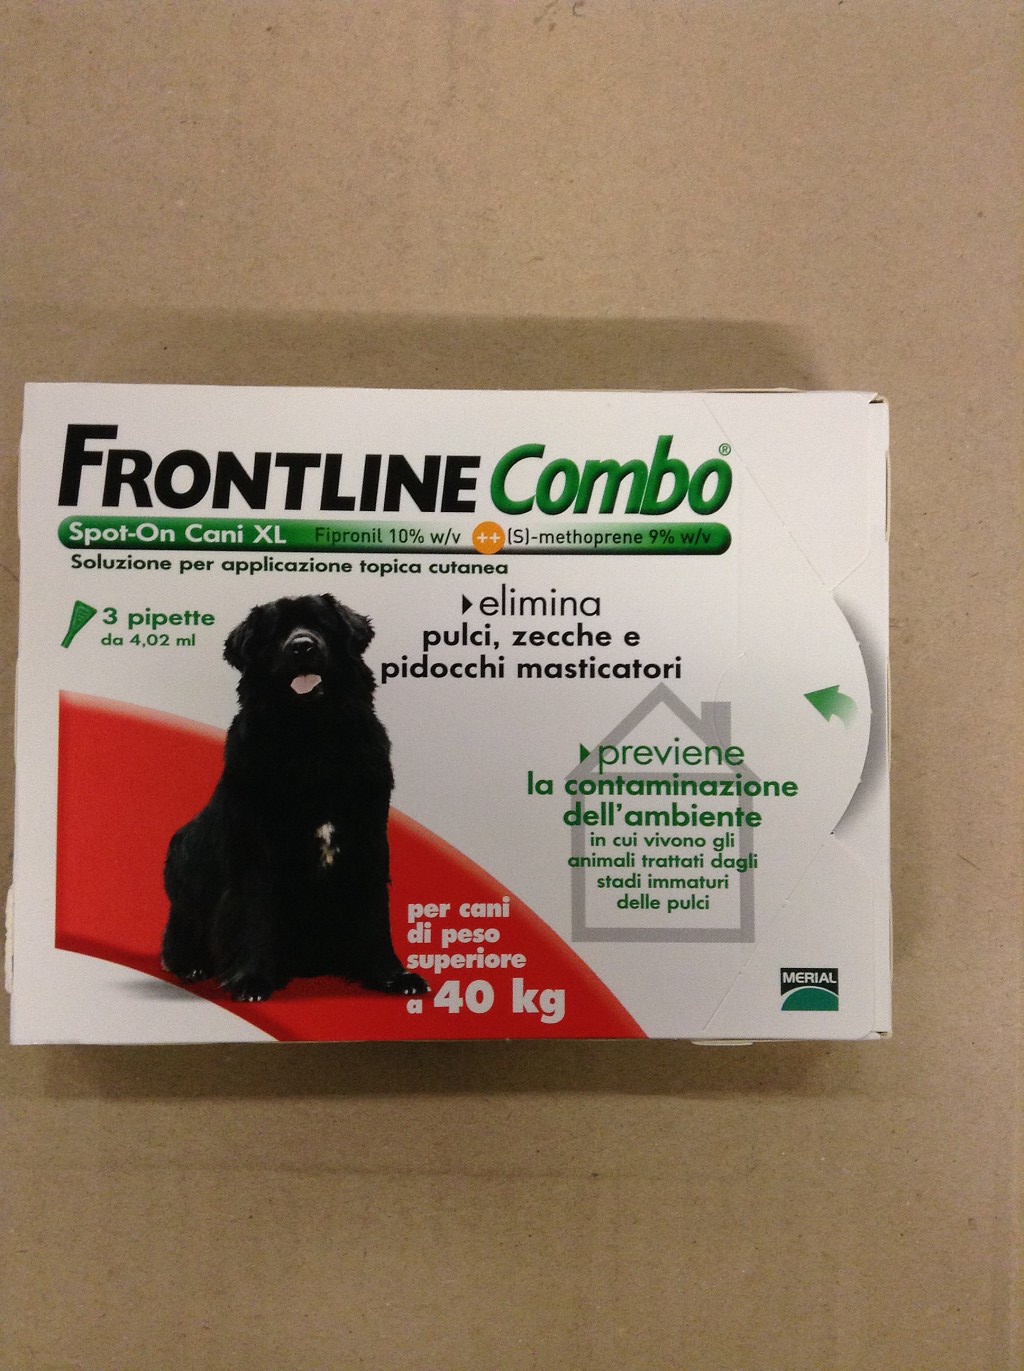 FRONTLINE Combo®
Spot-On Cani XL Fipronil 10% w/v ++ (S)-methoprene 9% w/v
Soluzione per applicazione topica cutanea
3 pipette
da 4,02 ml
elimina
pulci, zecche e
pidocchi masticatori
previene
la contaminazione
dell'ambiente
in cui vivono gli
animali trattati dagli
stadi immaturi
delle pulci
per cani
di peso
superiore
a 40 kg
MERIAL